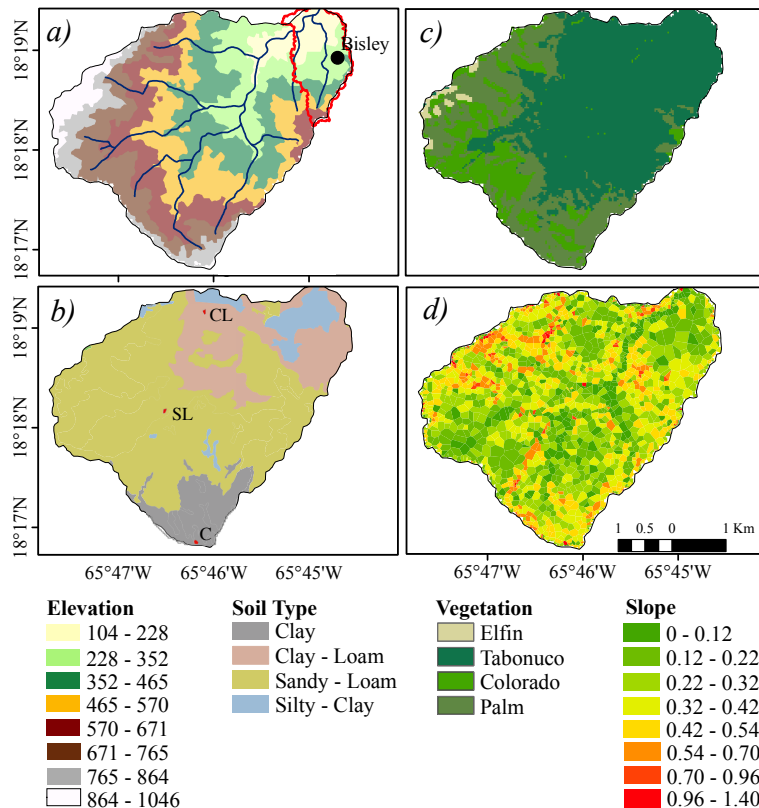 a)
Bisley
18°19'N
18°18'N
18°17'N
c)
b)
CL
SL
C
18°19'N
18°18'N
18°17'N
65°47'W 65°46'W 65°45'W
d)
1 0.5 0 1 Km
65°47'W 65°46'W 65°45'W
Elevation
104 - 228
228 - 352
352 - 465
465 - 570
570 - 671
671 - 765
765 - 864
864 - 1046
Soil Type
Clay
Clay - Loam
Sandy - Loam
Silty - Clay
Vegetation
Elfin
Tabonuco
Colorado
Palm
Slope
0 - 0.12
0.12 - 0.22
0.22 - 0.32
0.32 - 0.42
0.42 - 0.54
0.54 - 0.70
0.70 - 0.96
0.96 - 1.40